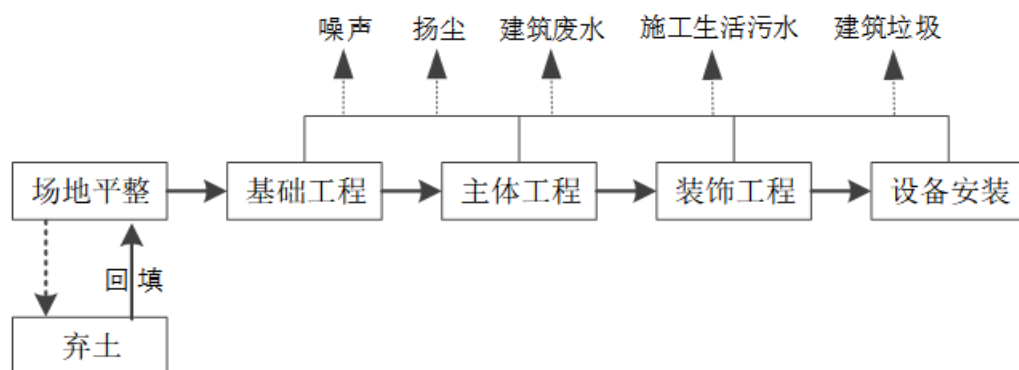 噪声 扬尘 建筑废水 施工生活污水 建筑垃圾
场地平整 基础工程 主体工程 装饰工程 设备安装
回填
弃土